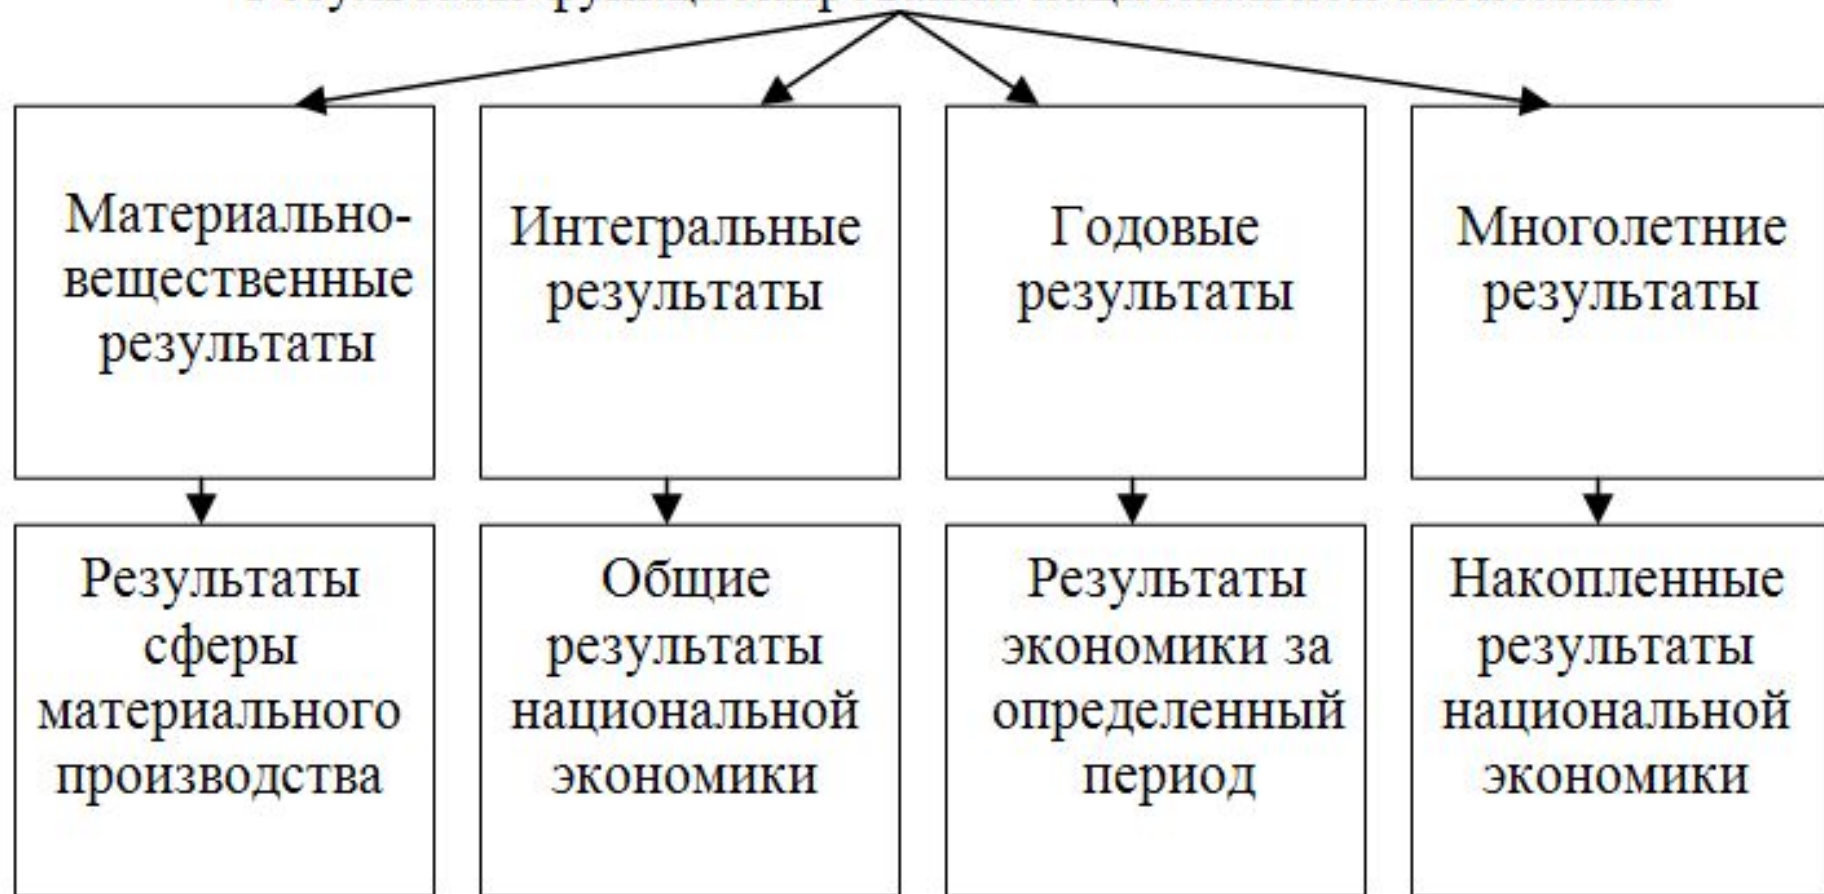 Материально-
вещественные
результаты
Интегральные
результаты
Годовые
результаты
Многолетние
результаты
Результаты
сферы
материального
производства
Общие
результаты
национальной
экономики
Результаты
экономики за
определенный
период
Накопленные
результаты
национальной
экономики